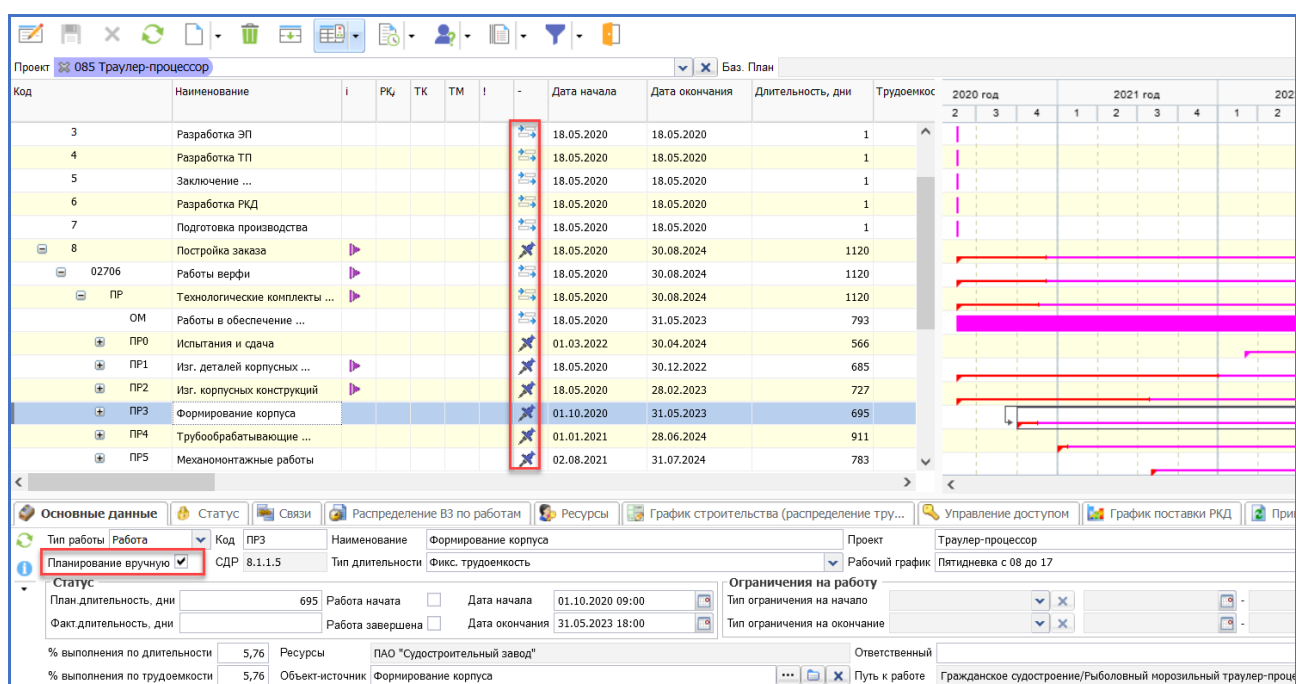 Проект 085 Траулер-процессор Баз. План
Код Наименование i РК, ТК ТМ ! - Дата начала Дата окончания Длительность, дни Трудоемкос 2020 год 2021 год 202
2 3 4 1 2 3 4 1 2
3 Разработка ЭП 18.05.2020 18.05.2020 1
4 Разработка ТП 18.05.2020 18.05.2020 1
5 Заключение ... 18.05.2020 18.05.2020 1
6 Разработка РКД 18.05.2020 18.05.2020 1
7 Подготовка производства 18.05.2020 18.05.2020 1
8 Постройка заказа 18.05.2020 30.08.2024 1120
02706 Работы верфи 18.05.2020 30.08.2024 1120
ПР Технологические комплекты ... 18.05.2020 30.08.2024 1120
ОМ Работы в обеспечение ... 18.05.2020 31.05.2023 793
ПР0 Испытания и сдача 01.03.2022 30.04.2024 566
ПР1 Изг. деталей корпусных ... 18.05.2020 30.12.2022 685
ПР2 Изг. корпусных конструкций 18.05.2020 28.02.2023 727
ПР3 Формирование корпуса 01.10.2020 31.05.2023 695
ПР4 Трубообрабатывающие ... 01.01.2021 28.06.2024 911
ПР5 Механомонтажные работы 02.08.2021 31.07.2024 783
Основные данные Статус Связи Распределение ВЗ по работам Ресурсы График строительства (распределение тру... Управление доступом График поставки РКД При
Тип работы Работа Код ПР3 Наименование Формирование корпуса Проект Траулер-процессор
Планирование вручную СДР 8.1.1.5 Тип длительности Фикс. трудоемкость Рабочий график Пятидневка с 08 до 17
Статус Ограничения на работу
План.длительность, дни 695 Работа начата Дата начала 01.10.2020 09:00 Тип ограничения на начало -
Факт.длительность, дни Работа завершена Дата окончания 31.05.2023 18:00 Тип ограничения на окончание -
% выполнения по длительности 5,76 Ресурсы ПАО "Судостроительный завод" Ответственный
% выполнения по трудоемкости 5,76 Объект-источник Формирование корпуса ... Путь к работе Гражданское судостроение/Рыболовный морозильный траулер-проце